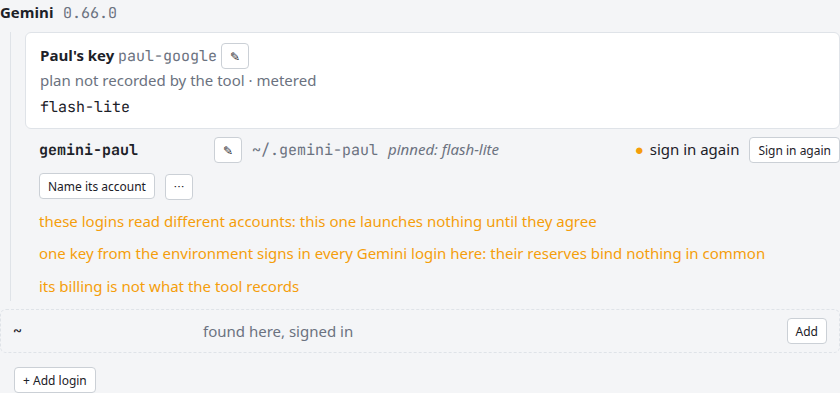 Gemini 0.66.0
Paul's key paul-google ✎
plan not recorded by the tool · metered
flash-lite
gemini-paul ✎ ~/.gemini-paul pinned: flash-lite ● sign in again Sign in again
Name its account ...
these logins read different accounts: this one launches nothing until they agree
one key from the environment signs in every Gemini login here: their reserves bind nothing in common
its billing is not what the tool records
~ found here, signed in Add
+ Add login